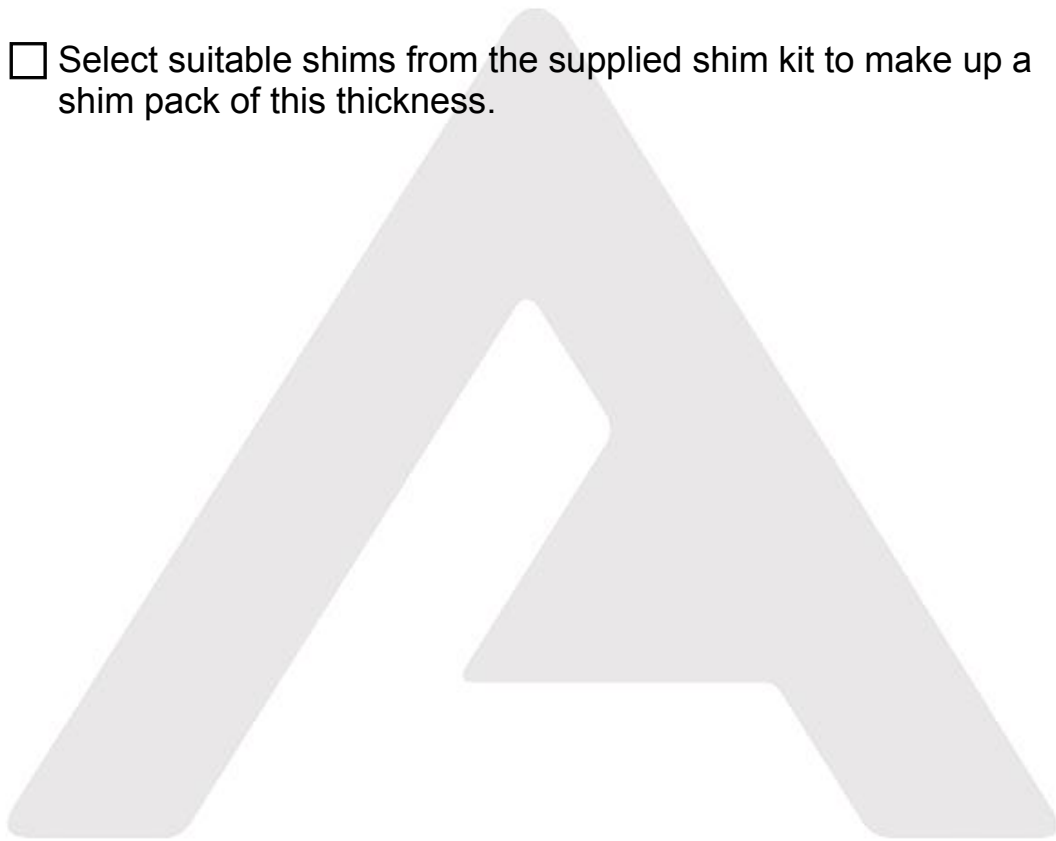 Select suitable shims from the supplied shim kit to make up a
shim pack of this thickness.